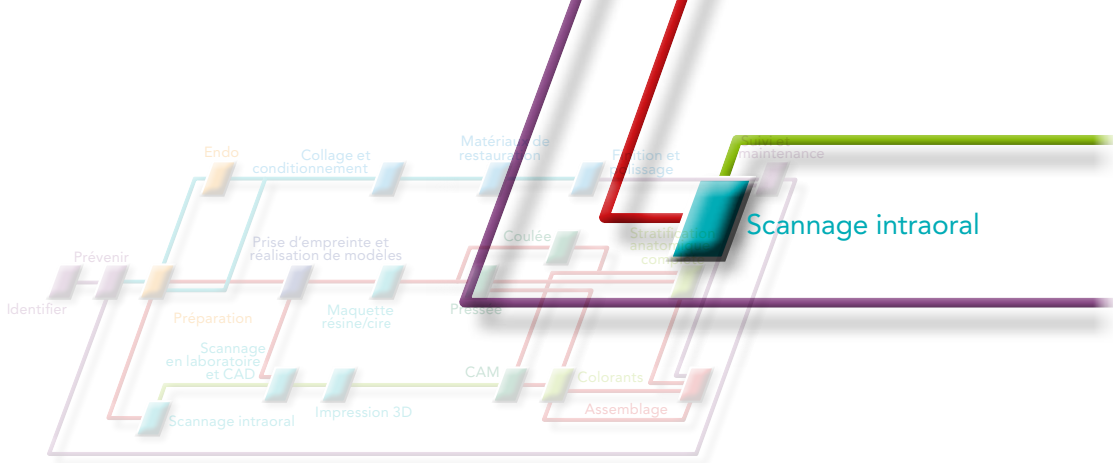 Matériaux de
restauration
Suivi et
maintenance
Endo
Collage et
conditionnement
Finition et
polissage
Scannage intraoral
Prise d'empreinte et
réalisation de modèles
Coulée
Stratification
anatomique
Prévenir
Identifier
Préparation
Maquette
résine/cire
Pressée
Scannage
en laboratoire
et CAD
CAM
Colorants
Impression 3D
Assemblage
Scannage intraoral